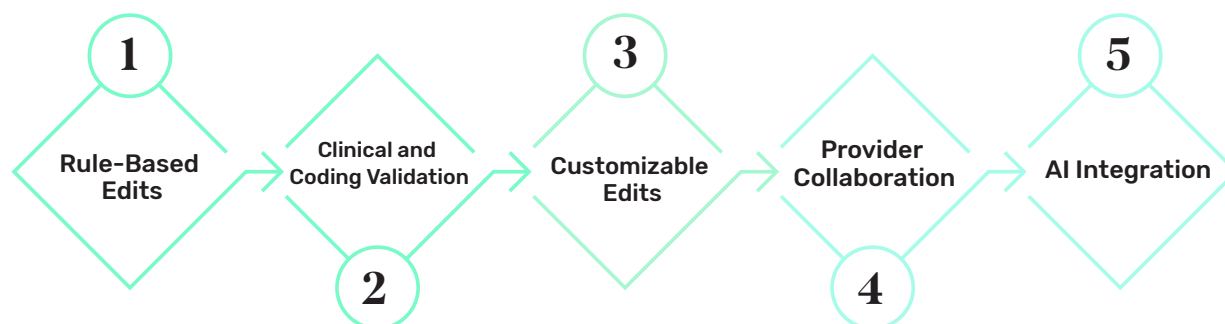 1
Rule-Based
Edits
2
Clinical and
Coding Validation
3
Customizable
Edits
4
Provider
Collaboration
5
AI Integration